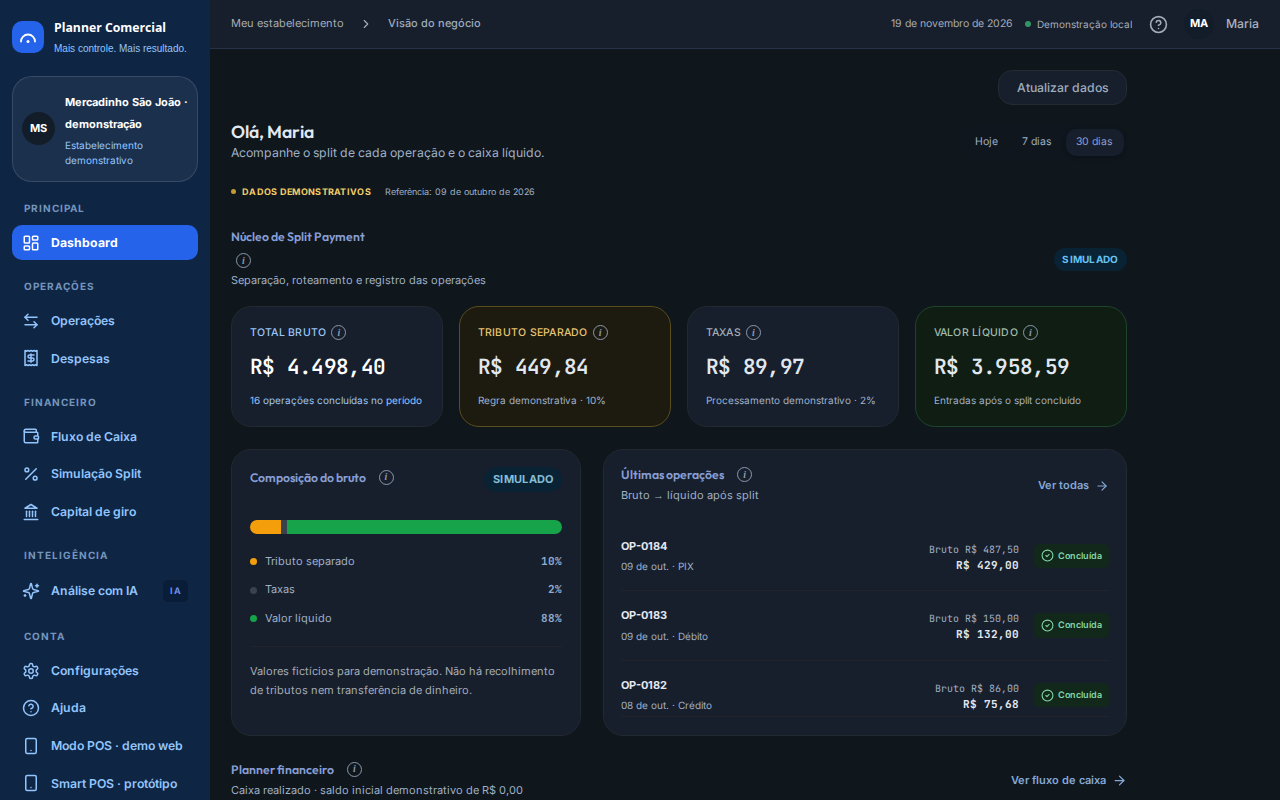 Planner Comercial
Mais controle. Mais resultado.
MS
Mercadinho São João ·
demonstração
Estabelecimento
demonstrativo
PRINCIPAL
Dashboard
OPERAÇÕES
Operações
Despesas
FINANCEIRO
Fluxo de Caixa
Simulação Split
Capital de giro
INTELIGÊNCIA
Análise com IA IA
CONTA
Configurações
Ajuda
Modo POS · demo web
Smart POS · protótipo
Meu estabelecimento > Visão do negócio
19 de novembro de 2026 Demonstração local MA Maria
Atualizar dados
Olá, Maria
Acompanhe o split de cada operação e o caixa líquido.
Hoje 7 dias 30 dias
DADOS DEMONSTRATIVOS Referência: 09 de outubro de 2026
Núcleo de Split Payment
Separação, roteamento e registro das operações
SIMULADO
TOTAL BRUTO
R$ 4.498,40
16 operações concluídas no período
TRIBUTO SEPARADO
R$ 449,84
Regra demonstrativa · 10%
TAXAS
R$ 89,97
Processamento demonstrativo · 2%
VALOR LÍQUIDO
R$ 3.958,59
Entradas após o split concluído
Composição do bruto SIMULADO
Tributo separado 10%
Taxas 2%
Valor líquido 88%
Valores fictícios para demonstração. Não há recolhimento
de tributos nem transferência de dinheiro.
Últimas operações
Bruto → líquido após split
Ver todas →
OP-0184
09 de out. · PIX
Bruto R$ 487,50
R$ 429,00
Concluída
OP-0183
09 de out. · Débito
Bruto R$ 150,00
R$ 132,00
Concluída
OP-0182
08 de out. · Crédito
Bruto R$ 86,00
R$ 75,68
Concluída
Planner financeiro
Caixa realizado · saldo inicial demonstrativo de R$ 0,00
Ver fluxo de caixa →